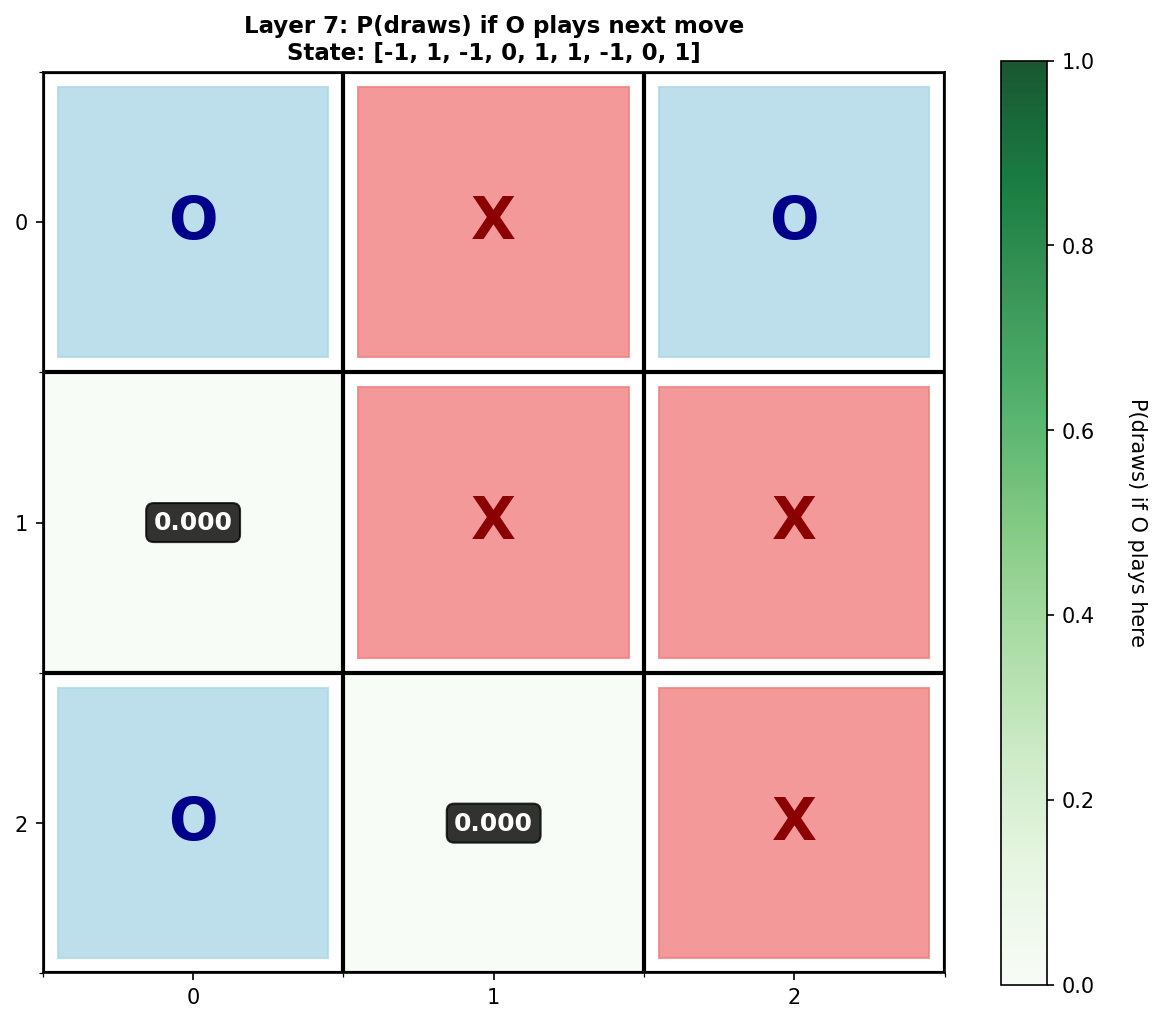 Layer 7: P(draws) if O plays next move
State: [-1, 1, -1, 0, 1, 1, -1, 0, 1]
0
O
X
O
1
0.000
X
X
2
O
0.000
X
0
1
2
1.0
0.8
0.6
0.4
0.2
0.0
P(draws) if O plays here